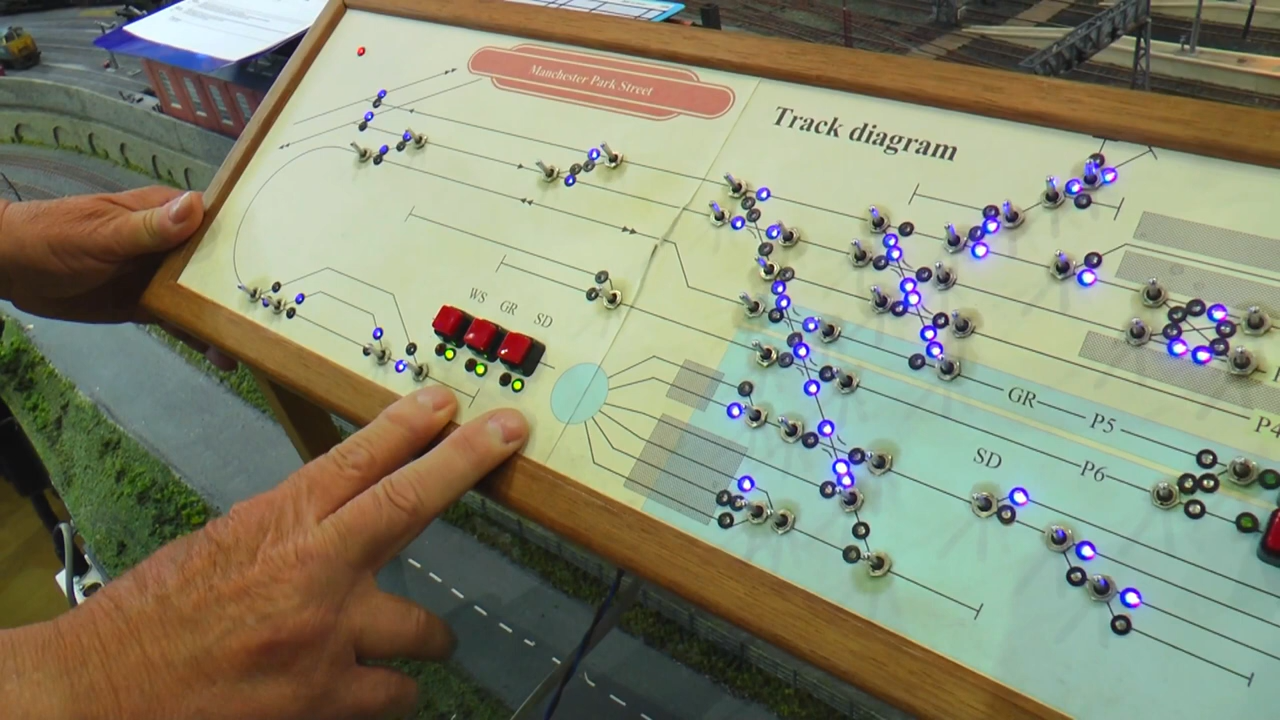 Manchester Park Street
Track diagram
WS GR SD
GR P5
P4
P6
SD